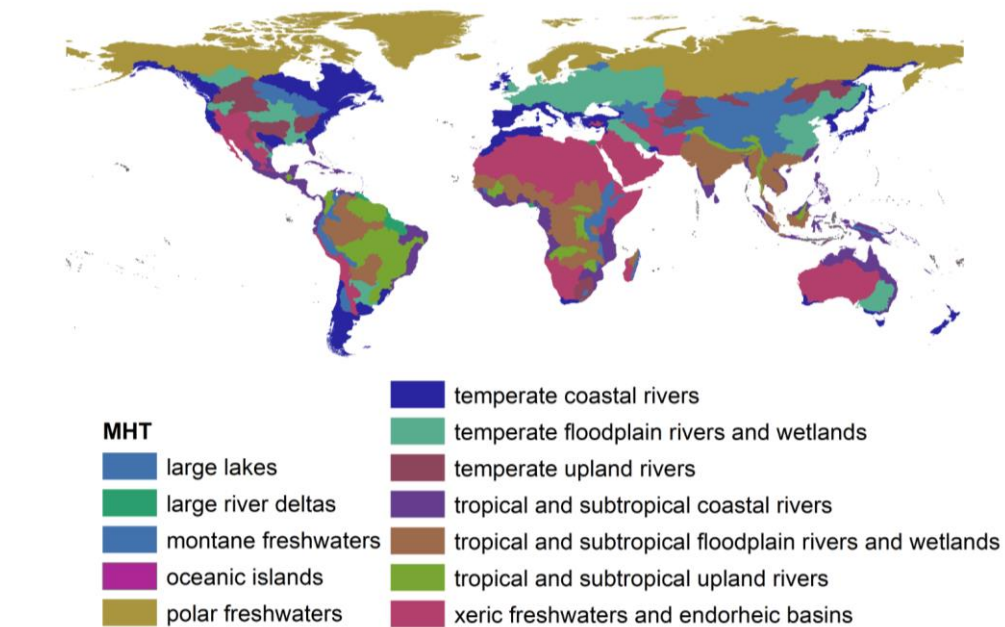 MHT
large lakes
large river deltas
montane freshwaters
oceanic islands
polar freshwaters
temperate coastal rivers
temperate floodplain rivers and wetlands
temperate upland rivers
tropical and subtropical coastal rivers
tropical and subtropical floodplain rivers and wetlands
tropical and subtropical upland rivers
xeric freshwaters and endorheic basins